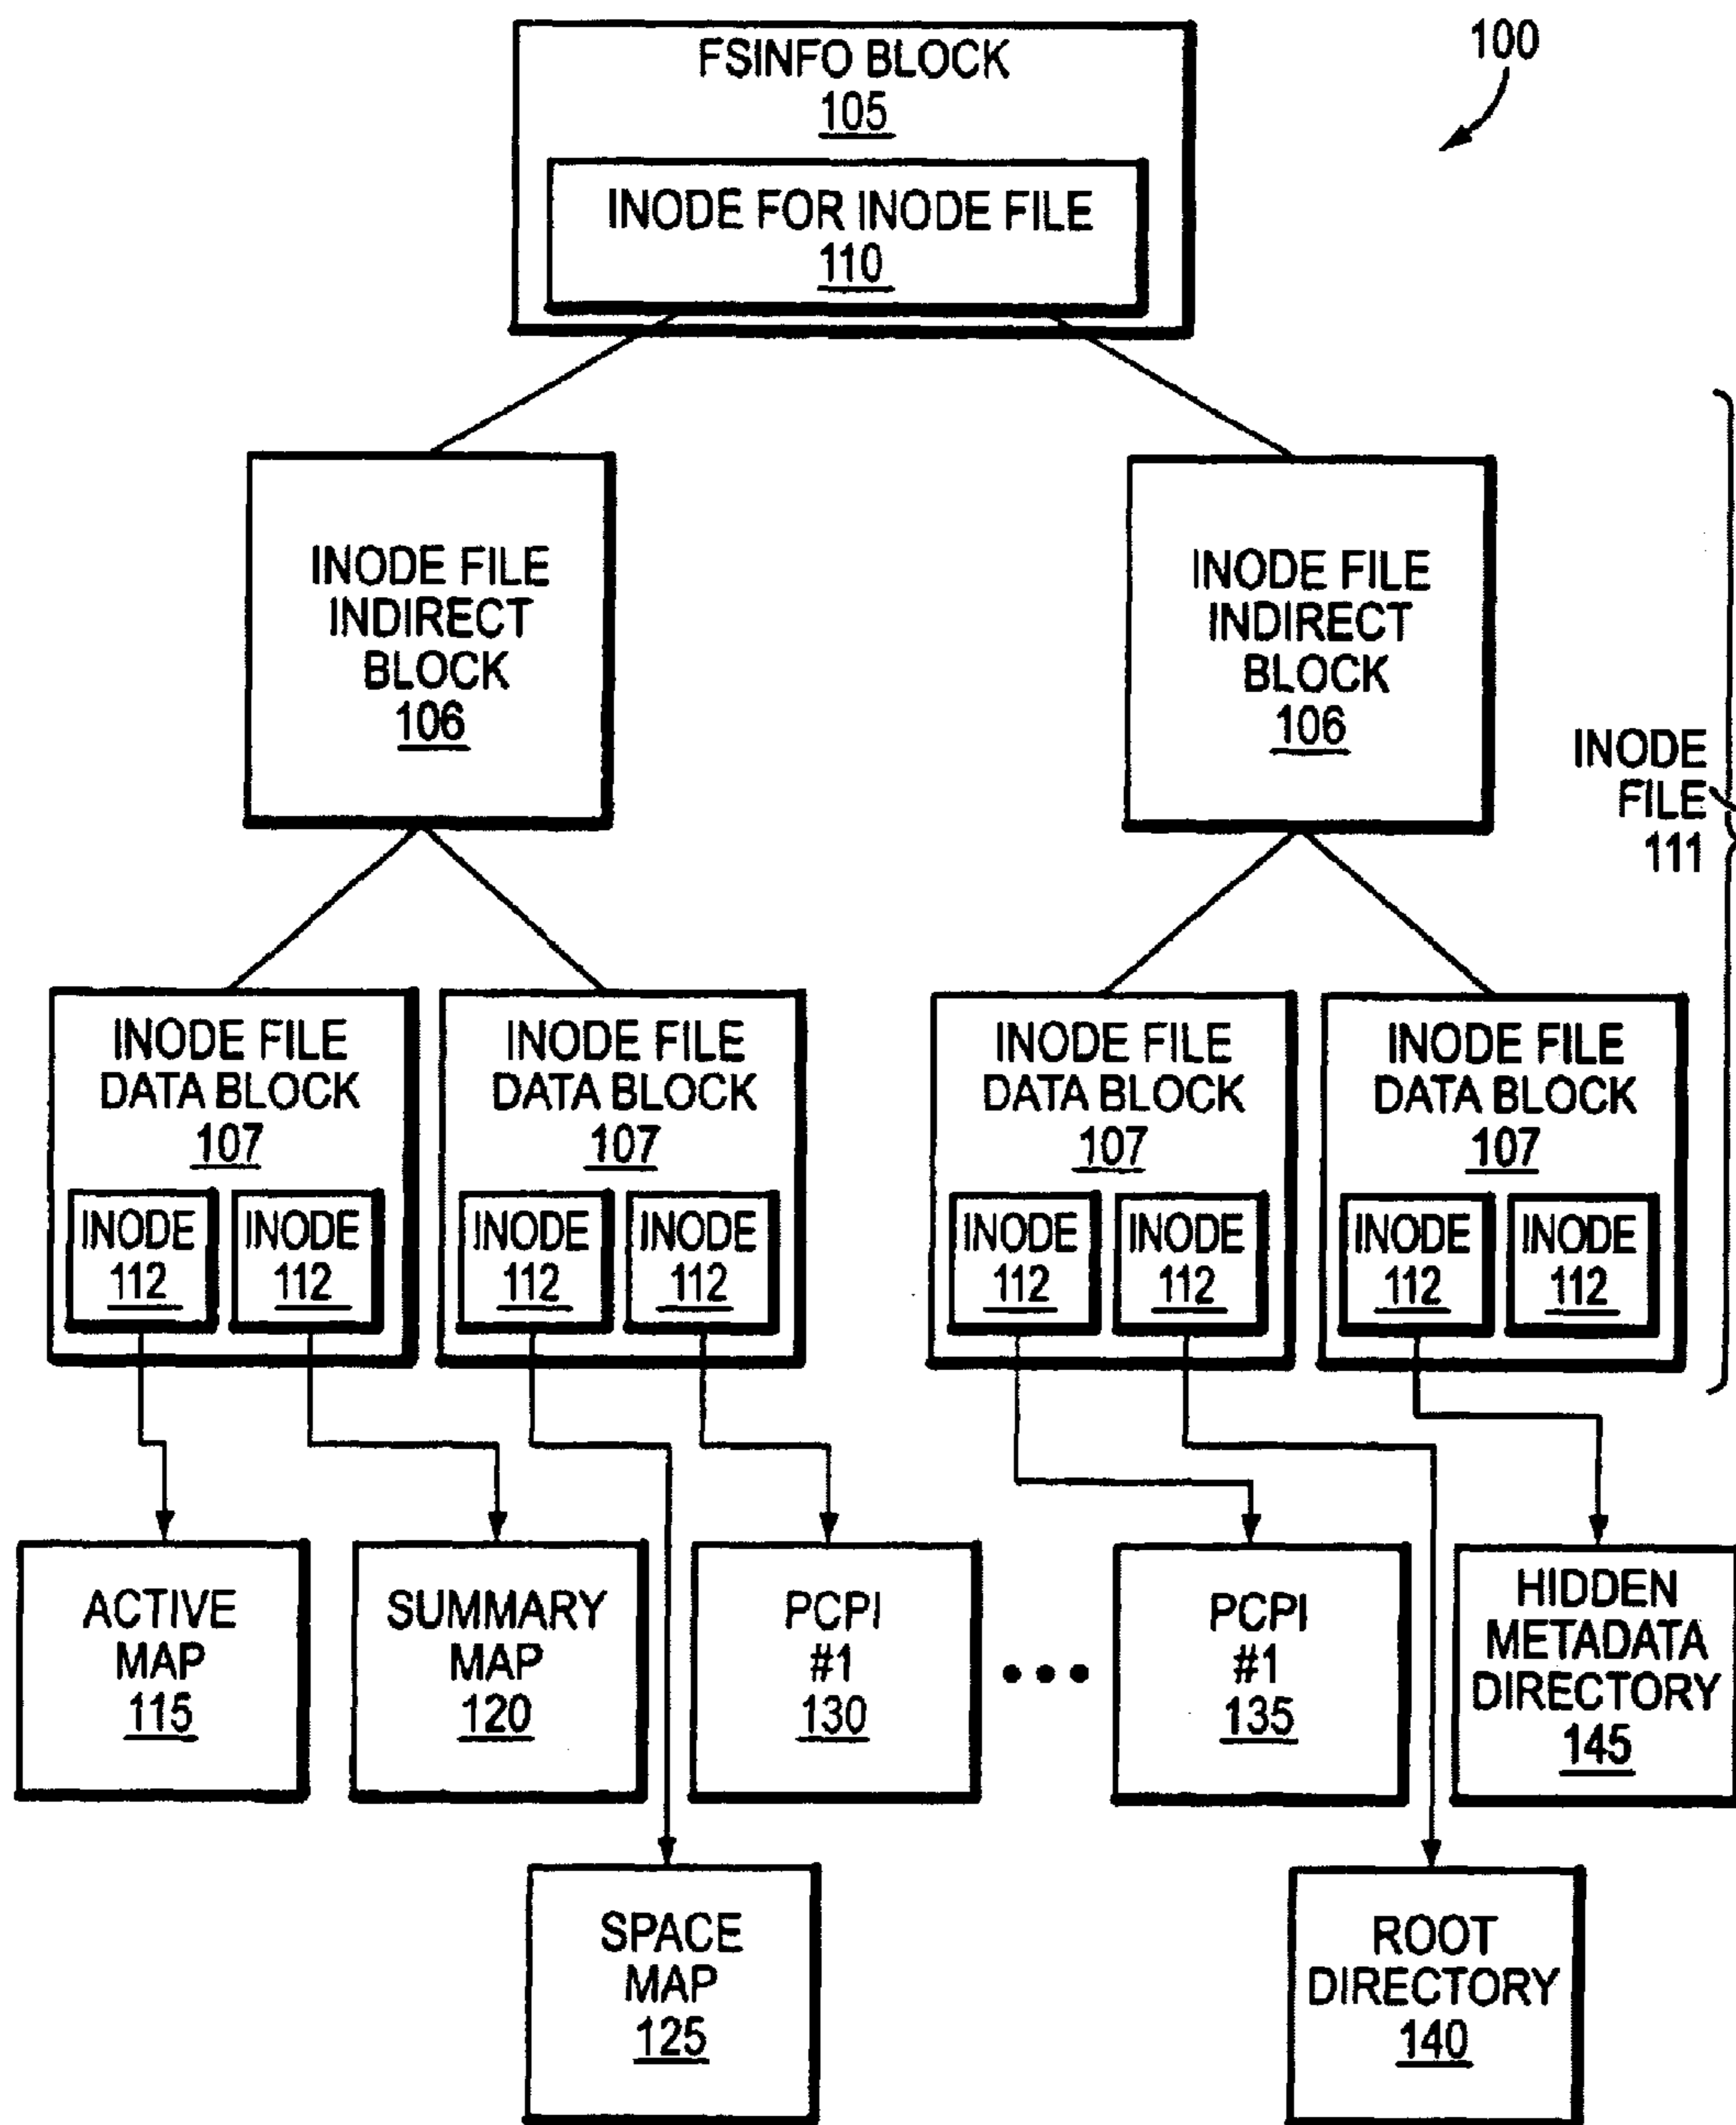 100
FSINFO BLOCK
105
INODE FOR INODE FILE
110
INODE FILE
INDIRECT
BLOCK
106
INODE FILE
INDIRECT
BLOCK
106
INODE
FILE
111
INODE FILE
DATA BLOCK
107
INODE
112
INODE
112
INODE FILE
DATA BLOCK
107
INODE
112
INODE
112
INODE FILE
DATA BLOCK
107
INODE
112
INODE
112
INODE FILE
DATA BLOCK
107
INODE
112
INODE
112
ACTIVE
MAP
115
SUMMARY
MAP
120
PCPI
#1
130
PCPI
#1
135
HIDDEN
METADATA
DIRECTORY
145
SPACE
MAP
125
ROOT
DIRECTORY
140